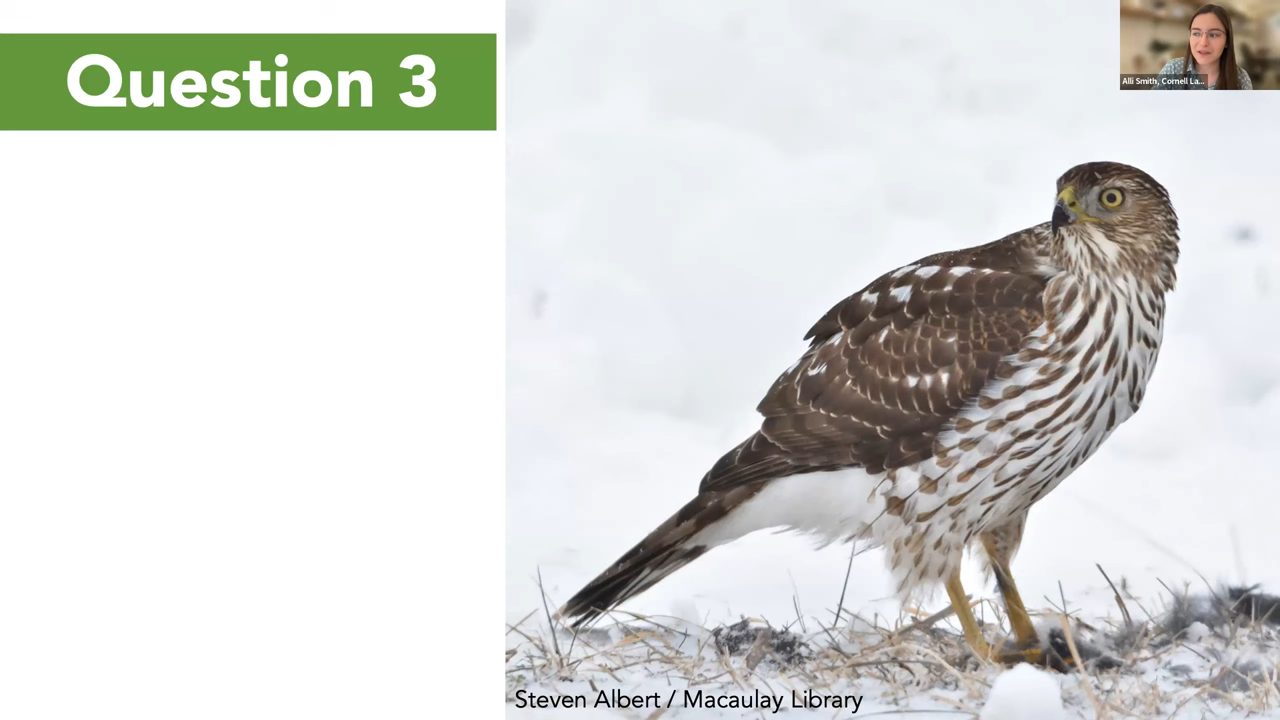 Question 3
Alli Smith, Cornell La...
Steven Albert / Macaulay Library